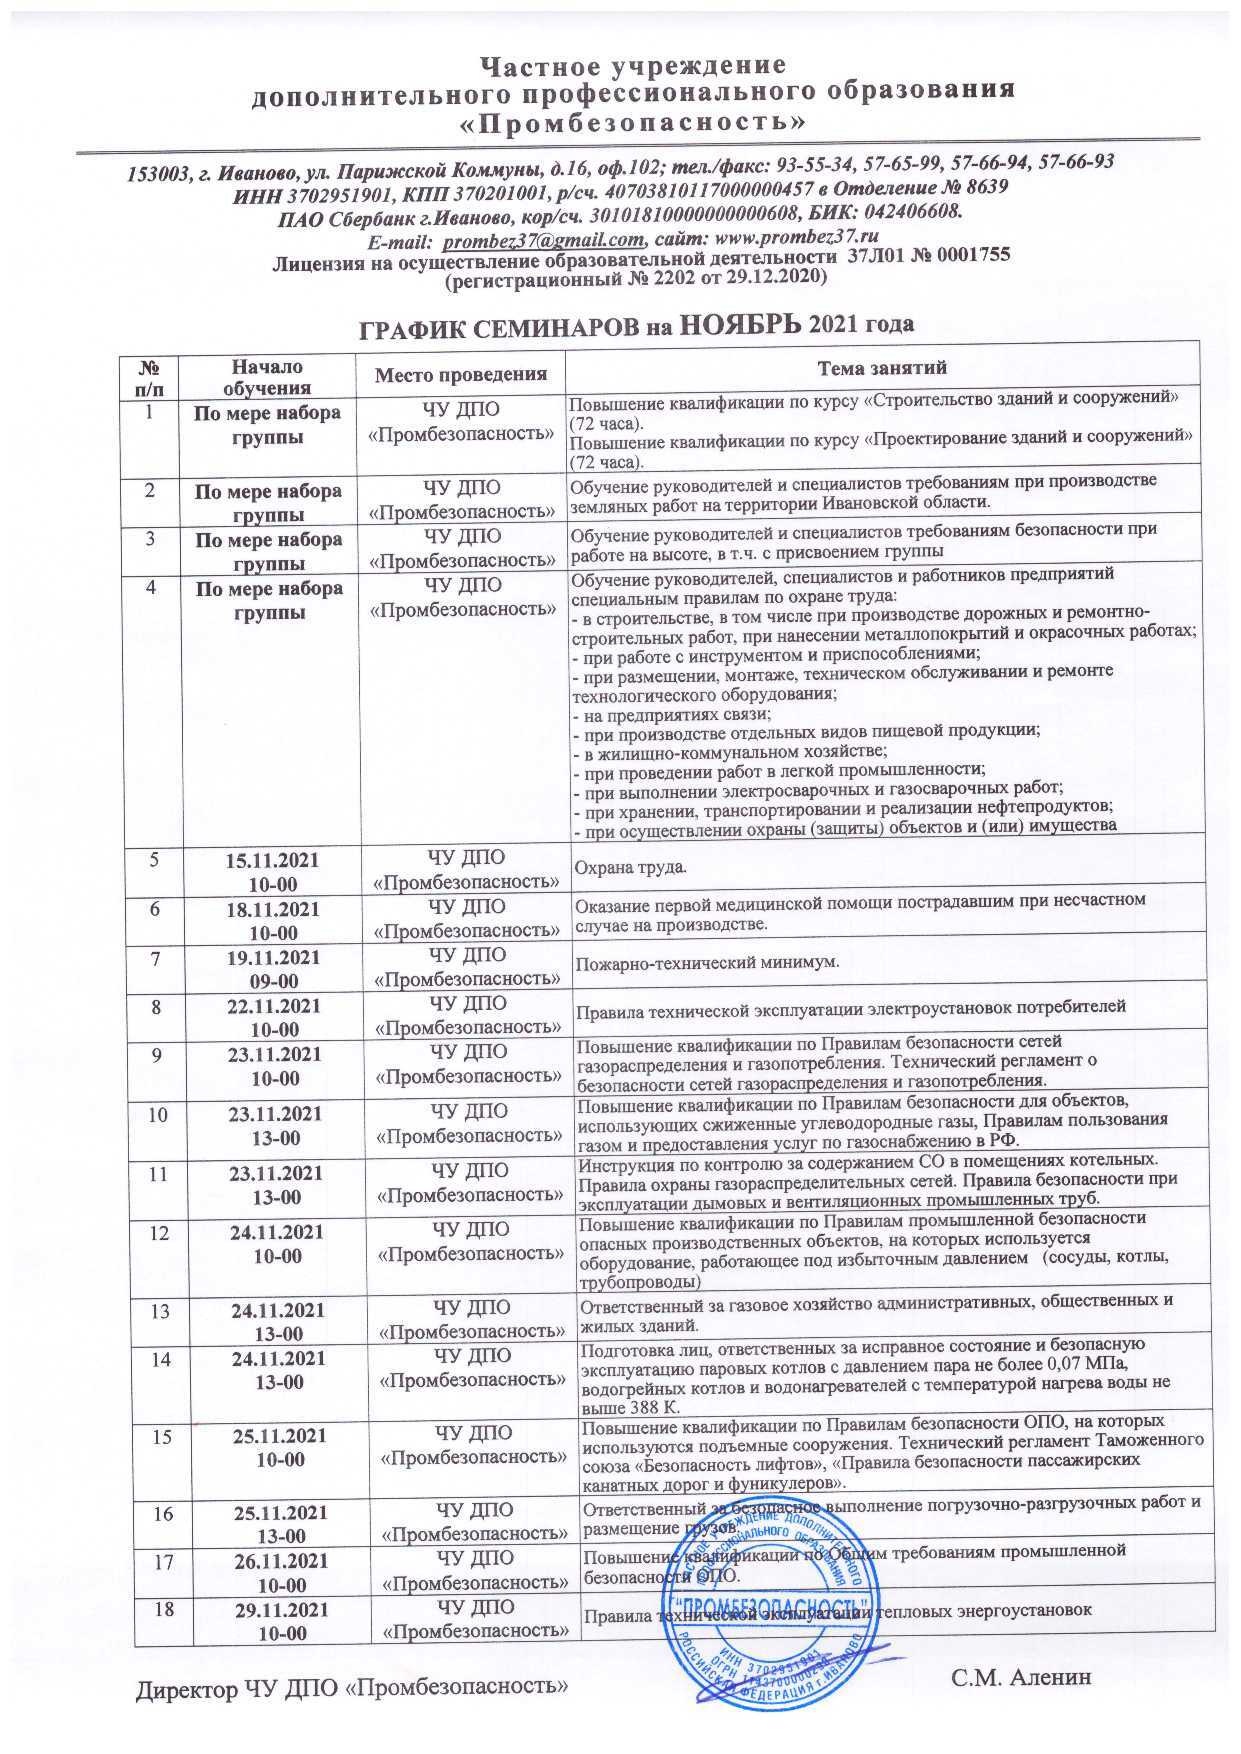 Частное учреждение
дополнительного профессионального образования
«Промбезопасность»
153003, г. Иваново, ул. Парижской Коммуны, д.16, оф.102; тел./факс: 93-55-34, 57-65-99, 57-66-94, 57-66-93
ИНН 3702951901, КПП 370201001, р/сч. 40703810117000000457 в Отделение № 8639
ПАО Сбербанк г.Иваново, кор/сч. 30101810000000000608, БИК: 042406608.
E-mail: prombez37@gmail.com, сайт: www.prombez37.ru
Лицензия на осуществление образовательной деятельности 37Л01 № 0001755
(регистрационный № 2202 от 29.12.2020)
ГРАФИК СЕМИНАРОВ на НОЯБРЬ 2021 года
№ п/п Начало обучения Место проведения Тема занятий
1 По мере набора группы ЧУ ДПО «Промбезопасность» Повышение квалификации по курсу «Строительство зданий и сооружений»
(72 часа).
Повышение квалификации по курсу «Проектирование зданий и сооружений»
(72 часа).
2 По мере набора группы ЧУ ДПО «Промбезопасность» Обучение руководителей и специалистов требованиям при производстве
земляных работ на территории Ивановской области.
3 По мере набора группы ЧУ ДПО «Промбезопасность» Обучение руководителей и специалистов требованиям безопасности при
работе на высоте, в т.ч. с присвоением группы
4 По мере набора группы ЧУ ДПО «Промбезопасность» Обучение руководителей, специалистов и работников предприятий
специальным правилам по охране труда:
- в строительстве, в том числе при производстве дорожных и ремонтно-
строительных работ, при нанесении металлопокрытий и окрасочных работах;
- при работе с инструментом и приспособлениями;
- при размещении, монтаже, техническом обслуживании и ремонте
технологического оборудования;
- на предприятиях связи;
- при производстве отдельных видов пищевой продукции;
- в жилищно-коммунальном хозяйстве;
- при проведении работ в легкой промышленности;
- при выполнении электросварочных и газосварочных работ;
- при хранении, транспортировании и реализации нефтепродуктов;
- при осуществлении охраны (защиты) объектов и (или) имущества
5 15.11.2021 10-00 ЧУ ДПО «Промбезопасность» Охрана труда.
6 18.11.2021 10-00 ЧУ ДПО «Промбезопасность» Оказание первой медицинской помощи пострадавшим при несчастном
случае на производстве.
7 19.11.2021 09-00 ЧУ ДПО «Промбезопасность» Пожарно-технический минимум.
8 22.11.2021 10-00 ЧУ ДПО «Промбезопасность» Правила технической эксплуатации электроустановок потребителей
9 23.11.2021 10-00 ЧУ ДПО «Промбезопасность» Повышение квалификации по Правилам безопасности сетей
газораспределения и газопотребления. Технический регламент о
безопасности сетей газораспределения и газопотребления.
10 23.11.2021 13-00 ЧУ ДПО «Промбезопасность» Повышение квалификации по Правилам безопасности для объектов,
использующих сжиженные углеводородные газы, Правилам пользования
газом и предоставления услуг по газоснабжению в РФ.
11 23.11.2021 13-00 ЧУ ДПО «Промбезопасность» Инструкция по контролю за содержанием СО в помещениях котельных.
Правила охраны газораспределительных сетей. Правила безопасности при
эксплуатации дымовых и вентиляционных промышленных труб.
12 24.11.2021 10-00 ЧУ ДПО «Промбезопасность» Повышение квалификации по Правилам промышленной безопасности
опасных производственных объектов, на которых используется
оборудование, работающее под избыточным давлением (сосуды, котлы,
трубопроводы)
13 24.11.2021 13-00 ЧУ ДПО «Промбезопасность» Ответственный за газовое хозяйство административных, общественных и
жилых зданий.
14 24.11.2021 13-00 ЧУ ДПО «Промбезопасность» Подготовка лиц, ответственных за исправное состояние и безопасную
эксплуатацию паровых котлов с давлением пара не более 0,07 МПа,
водогрейных котлов и водонагревателей с температурой нагрева воды не
выше 388 К.
15 25.11.2021 10-00 ЧУ ДПО «Промбезопасность» Повышение квалификации по Правилам безопасности ОПО, на которых
используются подъемные сооружения. Технический регламент Таможенного
союза «Безопасность лифтов», «Правила безопасности пассажирских
канатных дорог и фуникулеров».
16 25.11.2021 13-00 ЧУ ДПО «Промбезопасность» Ответственный за безопасное выполнение погрузочно-разгрузочных работ и
размещение грузов.
17 26.11.2021 10-00 ЧУ ДПО «Промбезопасность» Повышение квалификации по Общим требованиям промышленной
безопасности ОПО.
18 29.11.2021 10-00 ЧУ ДПО «Промбезопасность» Правила технической эксплуатации тепловых энергоустановок
ЧАСТНОЕ УЧРЕЖДЕНИЕ ДОПОЛНИТЕЛЬНОГО
ПРОФЕССИОНАЛЬНОГО ОБРАЗОВАНИЯ
"ПРОМБЕЗОПАСНОСТЬ"
ИНН 3702951901
ОГРН
РОССИЙСКАЯ ФЕДЕРАЦИЯ г.ИВАНОВО
Директор ЧУ ДПО «Промбезопасность» С.М. Аленин